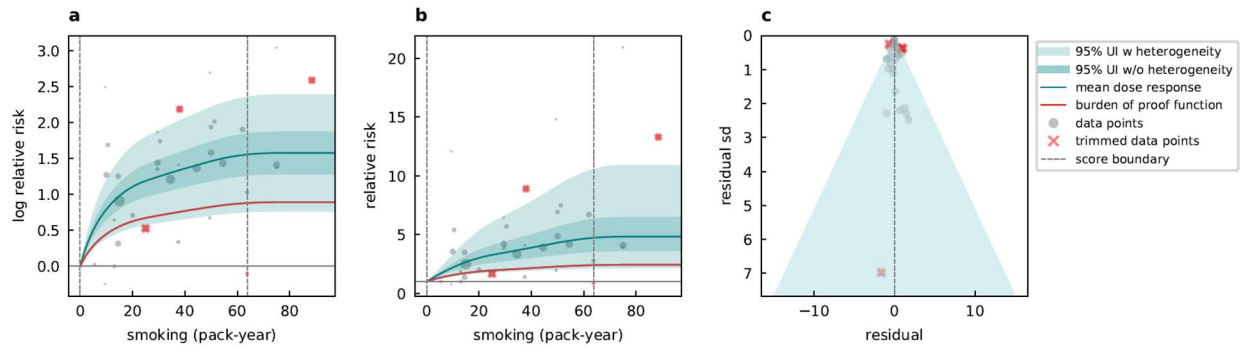 a
3.0
2.5
2.0
1.5
1.0
0.5
0.0
log relative risk
0
20
40
60
80
smoking (pack-year)
b
20
15
10
5
0
relative risk
0
20
40
60
80
smoking (pack-year)
c
0
1
2
3
4
5
6
7
residual sd
−10
0
10
residual
95% UI w heterogeneity
95% UI w/o heterogeneity
mean dose response
burden of proof function
data points
trimmed data points
score boundary